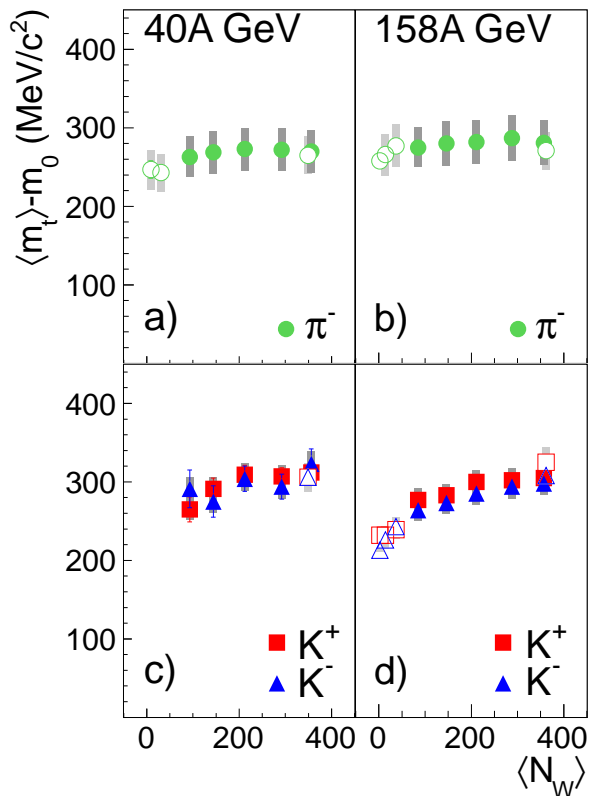 40A GeV 158A GeV
⟨m_t⟩-m_0 (MeV/c²)
400
300
200
100
a) π⁻
b) π⁻
400
300
200
100
c) K⁺
K⁻
d) K⁺
K⁻
0 200 400 0 200 400
⟨N_W⟩